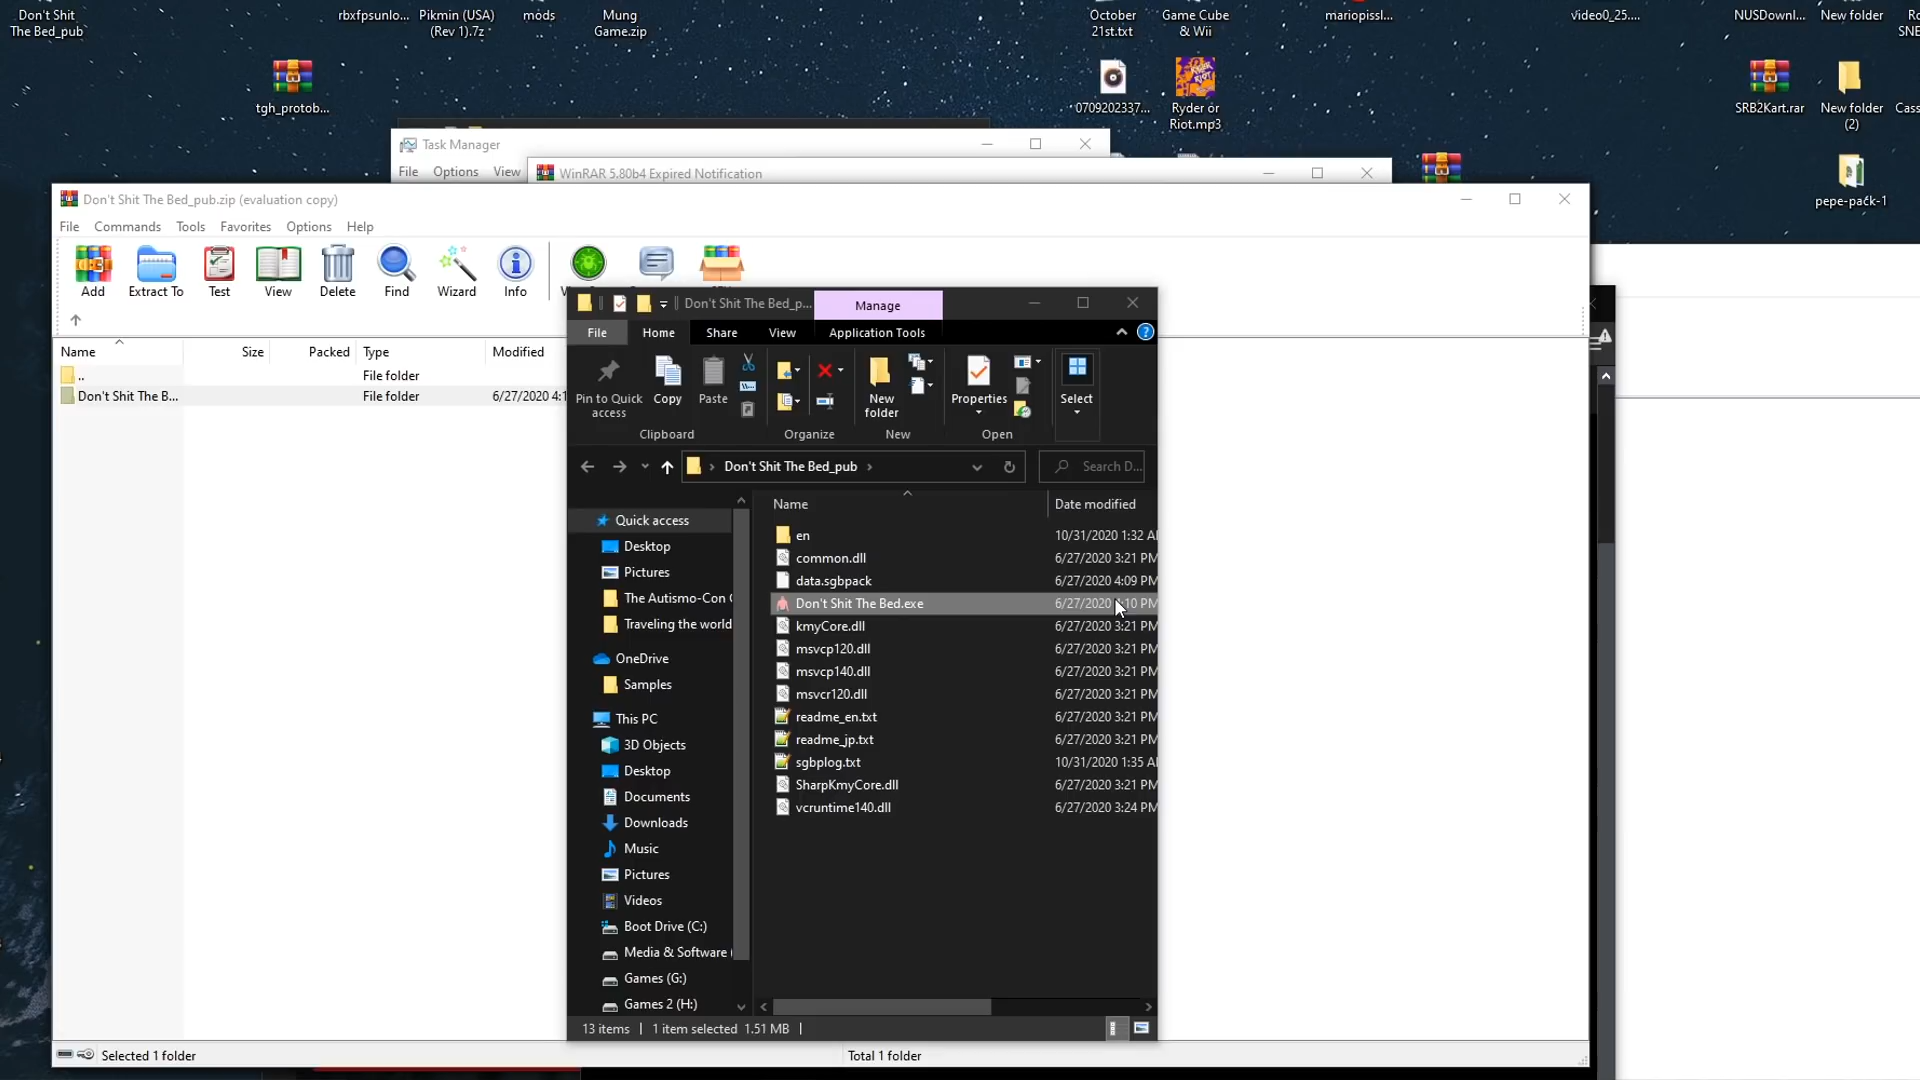 Don't Shit
The Bed_pub
rbxfpsunlo...
Pikmin (USA)
(Rev 1).7z
mods
Mung
Game.zip
October
21st.txt
Game Cube
& Wii
mariopissl...
video0_25....
NUSDownl...
New folder
SNE
tgh_protob...
0709202337...
Ryder or
Riot.mp3
SRB2Kart.rar
New folder
(2)
Cass
pepe-pack-1
Task Manager
File Options View
WinRAR 5.80b4 Expired Notification
Don't Shit The Bed_pub.zip (evaluation copy)
File Commands Tools Favorites Options Help
Add Extract To Test View Delete Find Wizard Info
Name Size Packed Type Modified
.. File folder
Don't Shit The B... File folder 6/27/2020 4:1
Don't Shit The Bed_p... Manage
File Home Share View Application Tools
Pin to Quick
access
Copy
Paste
New
folder
Properties
Select
Clipboard Organize New Open
Don't Shit The Bed_pub
Search D...
Name Date modified
Quick access
Desktop
Pictures
The Autismo-Con
Traveling the world
OneDrive
Samples
This PC
3D Objects
Desktop
Documents
Downloads
Music
Pictures
Videos
Boot Drive (C:)
Media & Software
Games (G:)
Games 2 (H:)
en 10/31/2020 1:32 A
common.dll 6/27/2020 3:21 PM
data.sgbpack 6/27/2020 4:09 PM
Don't Shit The Bed.exe 6/27/2020 :10 PM
kmyCore.dll 6/27/2020 3:21 PM
msvcp120.dll 6/27/2020 3:21 PM
msvcp140.dll 6/27/2020 3:21 PM
msvcr120.dll 6/27/2020 3:21 PM
readme_en.txt 6/27/2020 3:21 PM
readme_jp.txt 6/27/2020 3:21 PM
sgbplog.txt 10/31/2020 1:35 A
SharpKmyCore.dll 6/27/2020 3:21 PM
vcruntime140.dll 6/27/2020 3:24 PM
13 items 1 item selected 1.51 MB
Selected 1 folder Total 1 folder